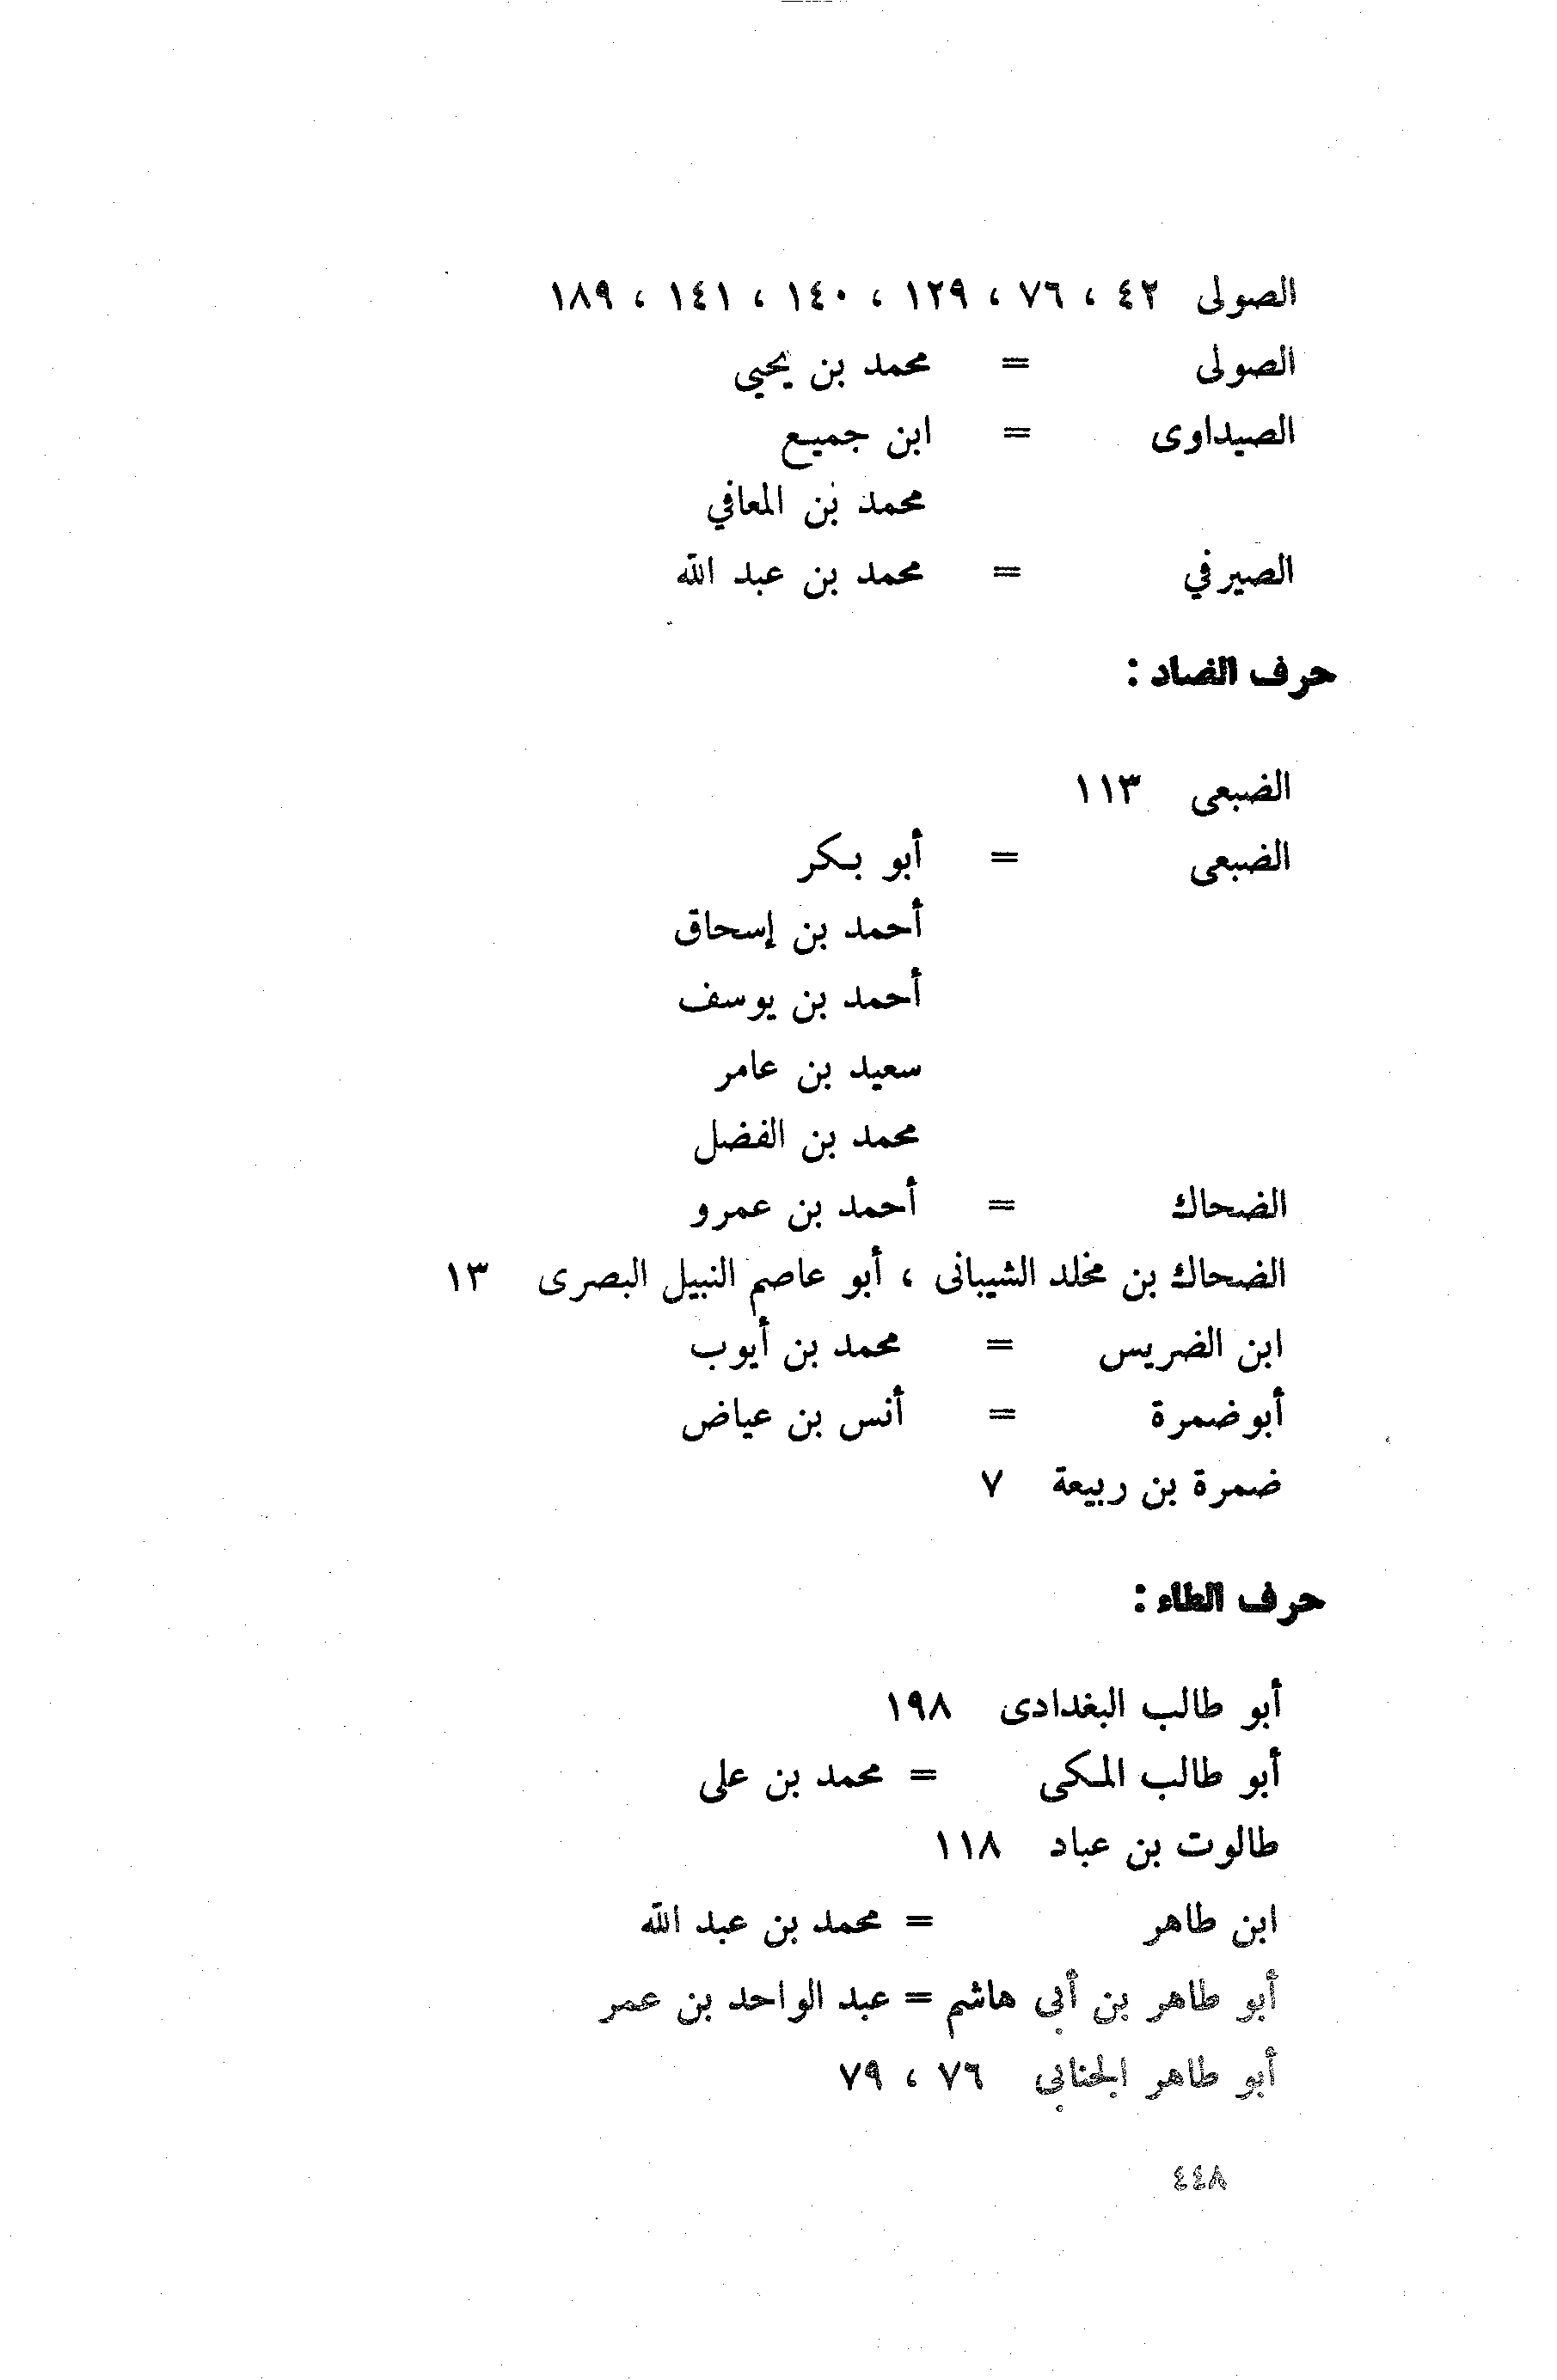 الصولى ٤٢ ، ٧٦ ، ١٢٩ ، ١٤٠ ، ١٤١ ، ١٨٩
الصولى = محمد بن يحيي
الصيداوى = ابن جميع
محمد بن المعافي
الصيرفي = محمد بن عبد الله
حرف الضاد :
الضبعى ١١٣
الضبعى = أبو بكر
أحمد بن إسحاق
أحمد بن يوسف
سعيد بن عامر
محمد بن الفضل
الضحاك = أحمد بن عمرو
الضحاك بن مخلد الشيبانى ، أبو عاصم النبيل البصرى ١٣
ابن الضريس = محمد بن أيوب
أبو ضمرة = أنس بن عياض
ضمرة بن ربيعة ٧
حرف الطاء :
أبو طالب البغدادى ١٩٨
أبو طالب المكى = محمد بن على
طالوت بن عباد ١١٨
ابن طاهر = محمد بن عبد الله
أبو طاهر بن أبي هاشم = عبد الواحد بن عمر
أبو طاهر الجنابي ٧٦ ، ٧٩
٤٤٨